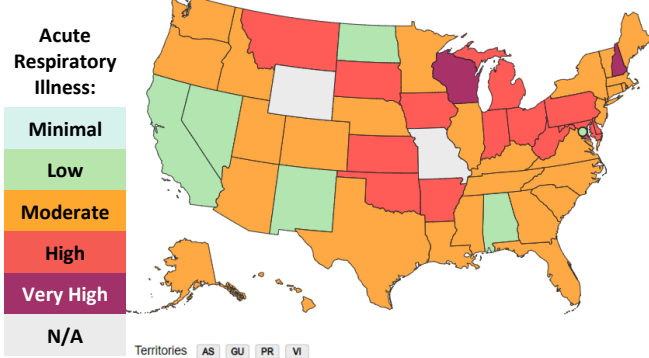 Acute
Respiratory
Illness:
Minimal
Low
Moderate
High
Very High
N/A
Territories AS GU PR VI